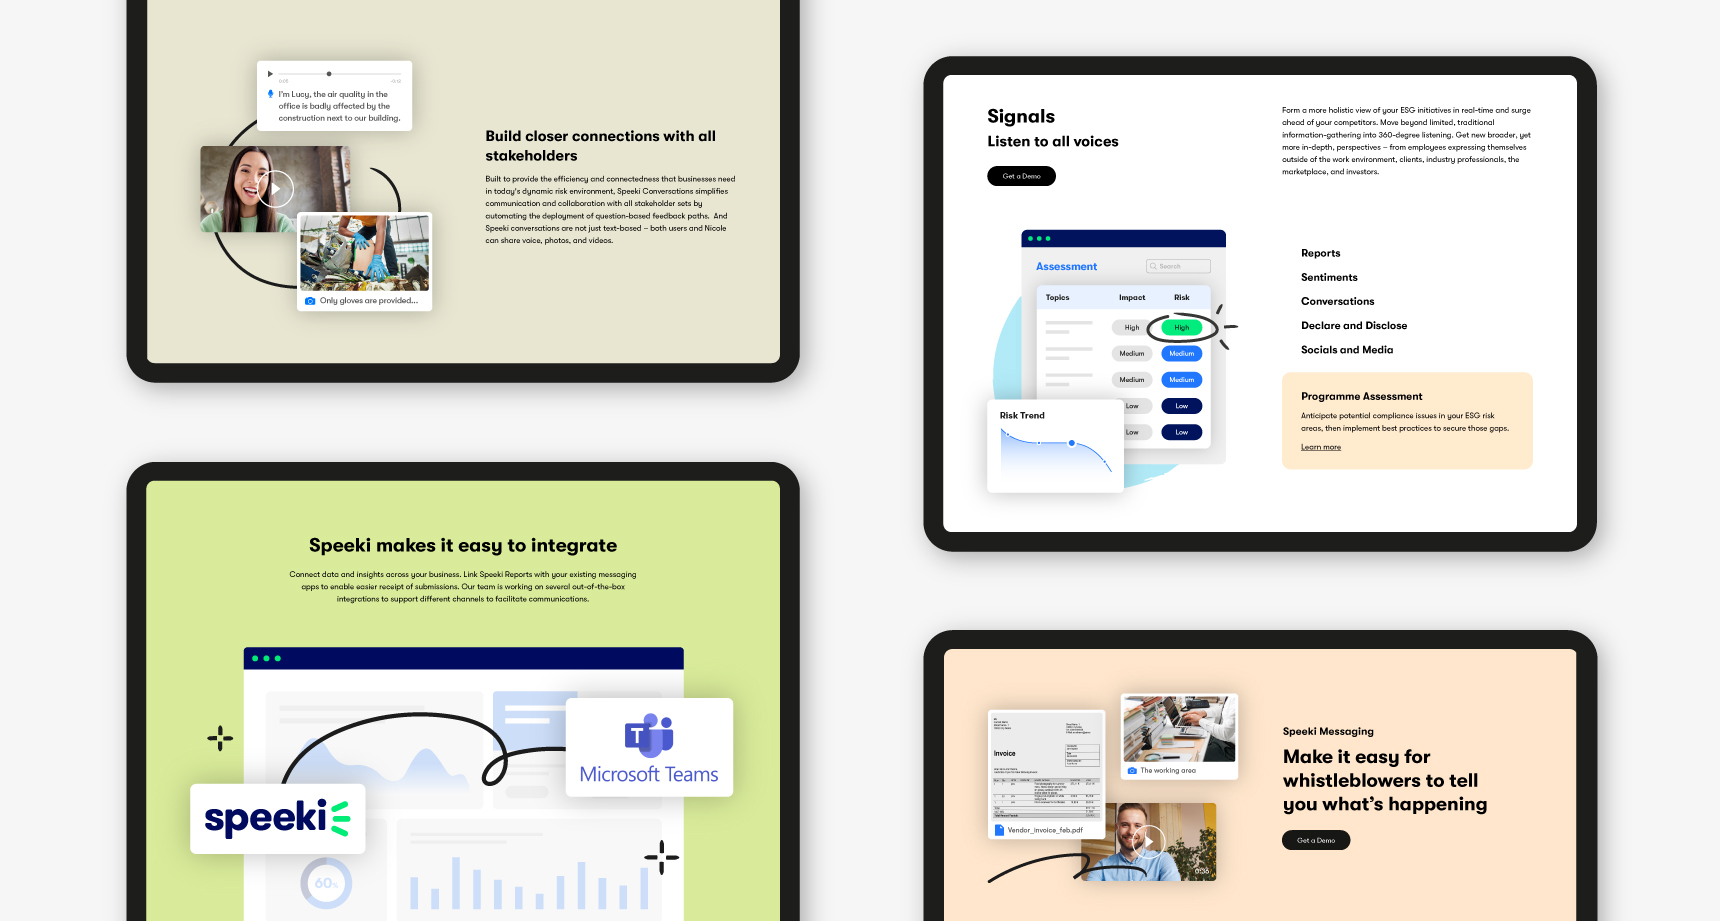 0:05
I'm Lucy, the air quality in the
office is badly affected by the
construction next to our building.
Only gloves are provided...
Build closer connections with all
stakeholders
Built to provide the efficiency and connectedness that businesses need
in today's dynamic risk environment, Speeki Conversations simplifies
communication and collaboration with all stakeholder sets by
automating the deployment of question-based feedback paths. And
Speeki conversations are not just text-based – both users and Nicole
can share voice, photos, and videos.
Speeki makes it easy to integrate
Connect data and insights across your business. Link Speeki Reports with your existing messaging
apps to enable easier receipt of submissions. Our team is working on several out-of-the-box
integrations to support different channels to facilitate communications.
T
Microsoft Teams
speeki
60%
Signals
Listen to all voices
Get a Demo
Form a more holistic view of your ESG initiatives in real-time and surge
ahead of your competitors. Move beyond limited, traditional
information-gathering into 360-degree listening. Get new broader, yet
more in-depth, perspectives – from employees expressing themselves
outside of the work environment, clients, industry professionals, the
marketplace, and investors.
Assessment
Search
Topics Impact Risk
High High
Medium Medium
Medium Medium
Low Low
Low Low
Risk Trend
Reports
Sentiments
Conversations
Declare and Disclose
Socials and Media
Programme Assessment
Anticipate potential compliance issues in your ESG risk
areas, then implement best practices to secure those gaps.
Learn more
Invoice
Vendor_invoice_feb.pdf
The working area
0:36
Speeki Messaging
Make it easy for
whistleblowers to tell
you what's happening
Get a Demo